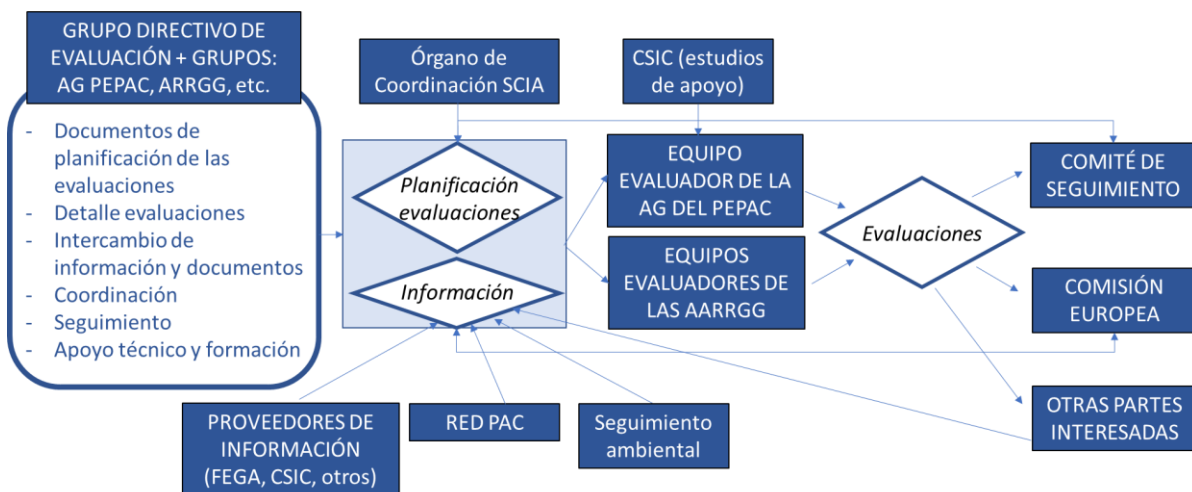 GRUPO DIRECTIVO DE
EVALUACIÓN + GRUPOS:
AG PEPAC, ARRGG, etc.
- Documentos de
planificación de las
evaluaciones
- Detalle evaluaciones
- Intercambio de
información y documentos
- Coordinación
- Seguimiento
- Apoyo técnico y formación
Órgano de
Coordinación SCIA
CSIC (estudios
de apoyo)
Planificación
evaluaciones
Información
EQUIPO
EVALUADOR DE LA
AG DEL PEPAC
EQUIPOS
EVALUADORES DE
LAS AARRGG
Evaluaciones
COMITÉ DE
SEGUIMIENTO
COMISIÓN
EUROPEA
OTRAS PARTES
INTERESADAS
PROVEEDORES DE
INFORMACIÓN
(FEGA, CSIC, otros)
RED PAC
Seguimiento
ambiental